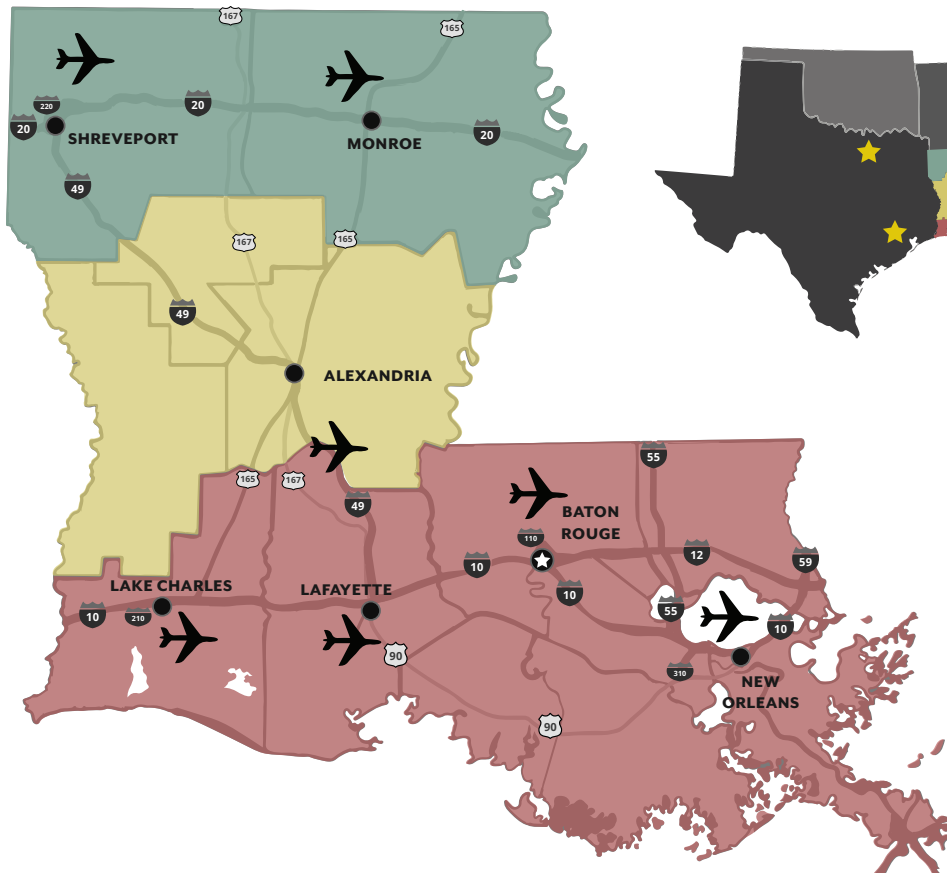 167
165
220
20
20
SHREVEPORT
MONROE
20
49
167
165
49
ALEXANDRIA
165
167
49
55
BATON
ROUGE
110
10
12
59
10
LAKE CHARLES
LAFAYETTE
10
210
55
10
90
310
NEW
ORLEANS
90